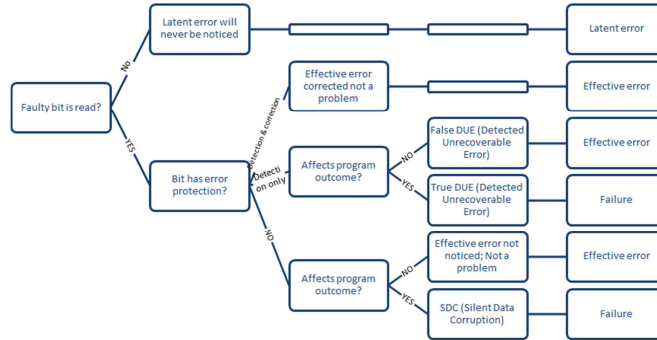 Latent error will
never be noticed
Latent error
No
Effective error
corrected not a
problem
Effective error
Faulty bit is read?
Detection & correction
False DUE (Detected
Unrecoverable
Error)
Effective error
YES
NO
Bit has error
protection?
Detecti
on only
Affects program
outcome?
YES
True DUE (Detected
Unrecoverable
Error)
Failure
NO
Effective error not
noticed; Not a
problem
Effective error
NO
Affects program
outcome?
YES
SDC (Silent Data
Corruption)
Failure